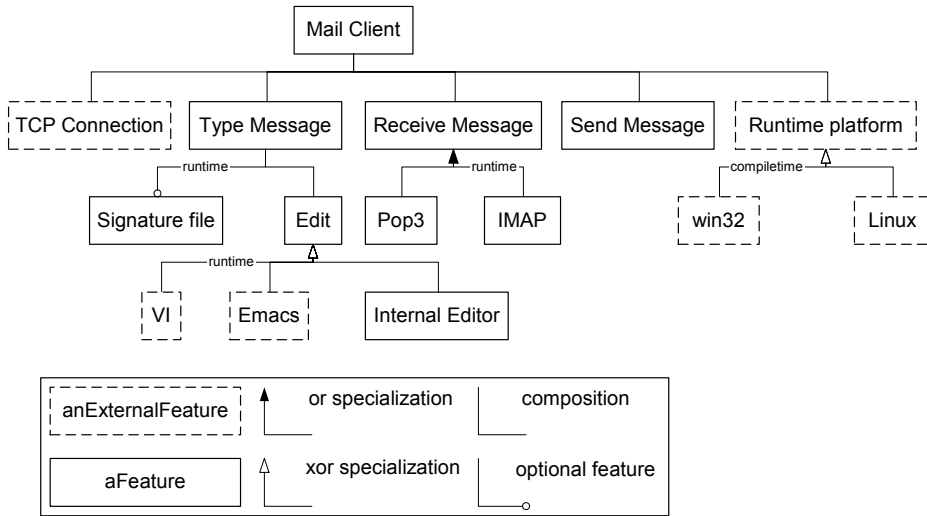 Mail Client
TCP Connection
Type Message
Receive Message
Send Message
Runtime platform
runtime
runtime
compiletime
Signature file
Edit
Pop3
IMAP
win32
Linux
runtime
VI
Emacs
Internal Editor
anExternalFeature
or specialization
composition
aFeature
xor specialization
optional feature